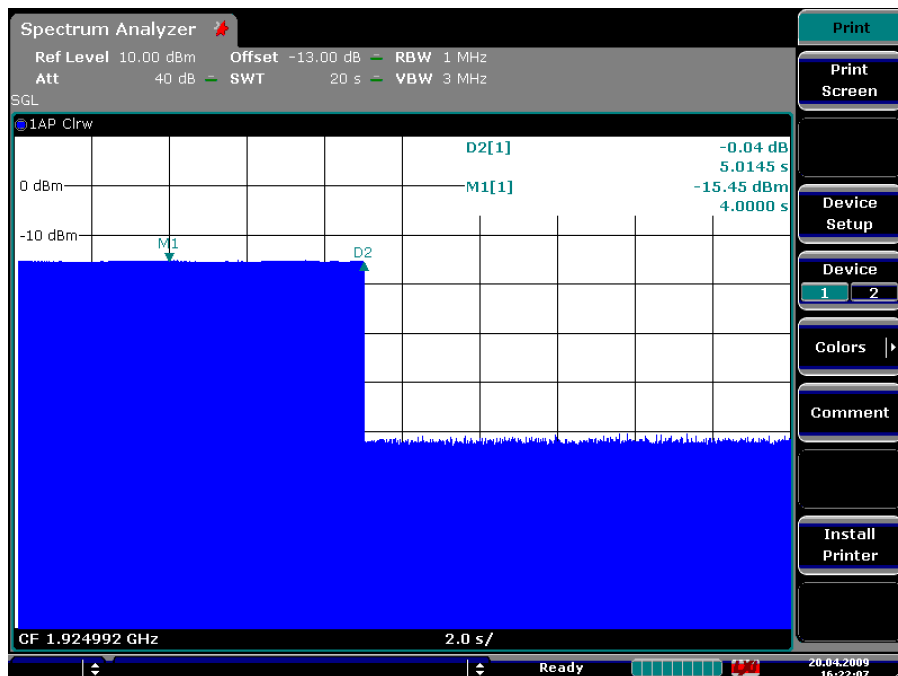 Spectrum Analyzer
Ref Level 10.00 dBm Offset -13.00 dB RBW 1 MHz
Att 40 dB SWT 20 s VBW 3 MHz
SGL
1AP Clrw
D2[1] -0.04 dB
5.0145 s
0 dBm
M1[1] -15.45 dBm
4.0000 s
-10 dBm
M1
D2
CF 1.924992 GHz 2.0 s/
Ready
20.04.2009
16:22:07
Print
Print
Screen
Device
Setup
Device
1 2
Colors
Comment
Install
Printer